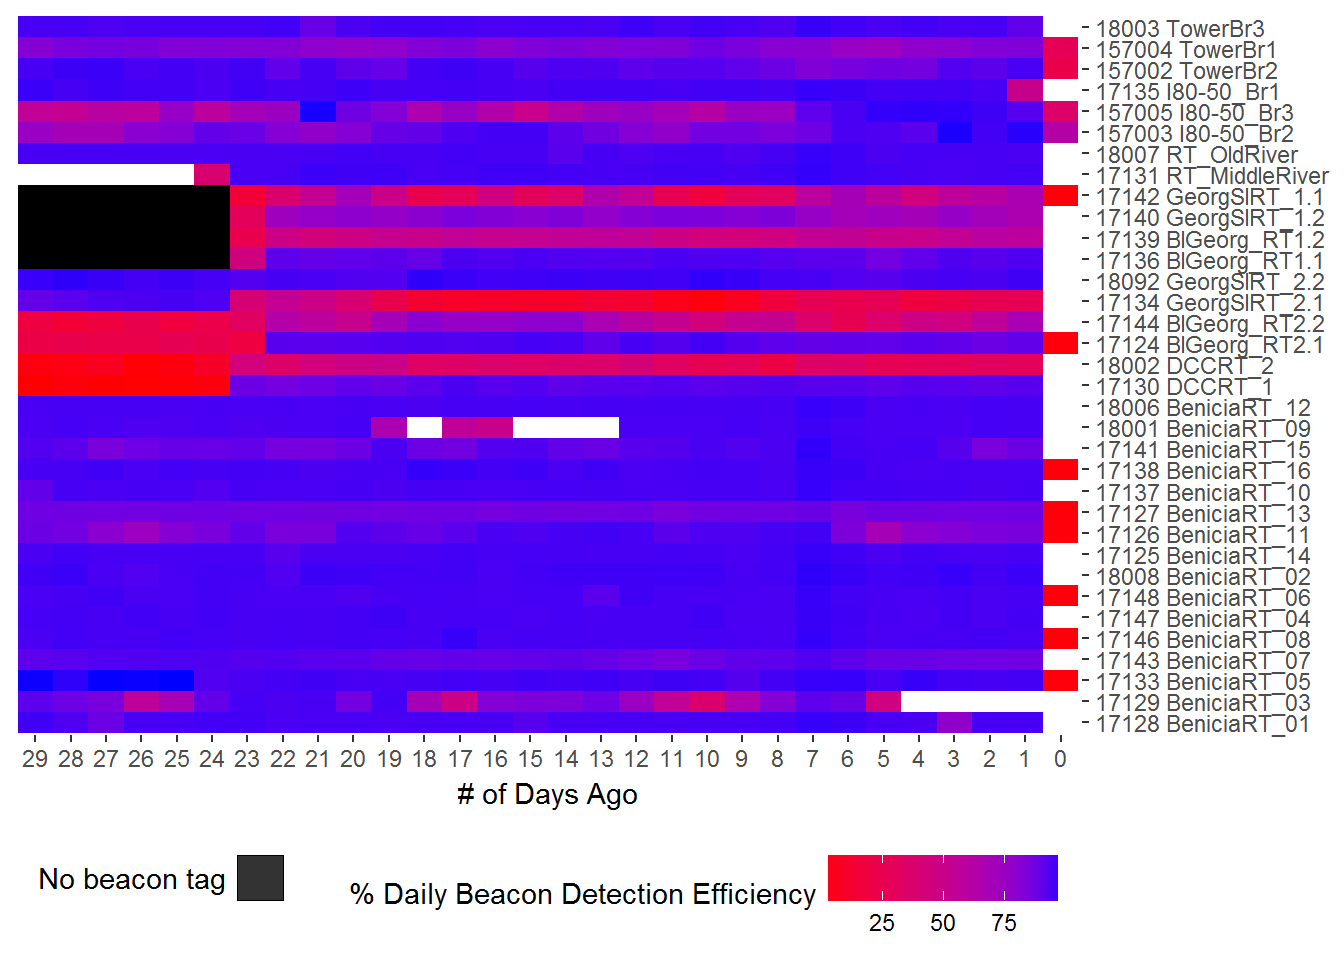 18003 TowerBr3
157004 TowerBr1
157002 TowerBr2
17135 I80-50_Br1
157005 I80-50_Br3
157003 I80-50_Br2
18007 RT_OldRiver
17131 RT_MiddleRiver
17142 GeorgSlRT_1.1
17140 GeorgSlRT_1.2
17139 BlGeorg_RT1.2
17136 BlGeorg_RT1.1
18092 GeorgSlRT_2.2
17134 GeorgSlRT_2.1
17144 BlGeorg_RT2.2
17124 BlGeorg_RT2.1
18002 DCCRT_2
17130 DCCRT_1
18006 BeniciaRT_12
18001 BeniciaRT_09
17141 BeniciaRT_15
17138 BeniciaRT_16
17137 BeniciaRT_10
17127 BeniciaRT_13
17126 BeniciaRT_11
17125 BeniciaRT_14
18008 BeniciaRT_02
17148 BeniciaRT_06
17147 BeniciaRT_04
17146 BeniciaRT_08
17143 BeniciaRT_07
17133 BeniciaRT_05
17129 BeniciaRT_03
17128 BeniciaRT_01
29 28 27 26 25 24 23 22 21 20 19 18 17 16 15 14 13 12 11 10 9 8 7 6 5 4 3 2 1 0
# of Days Ago
No beacon tag
% Daily Beacon Detection Efficiency
25 50 75